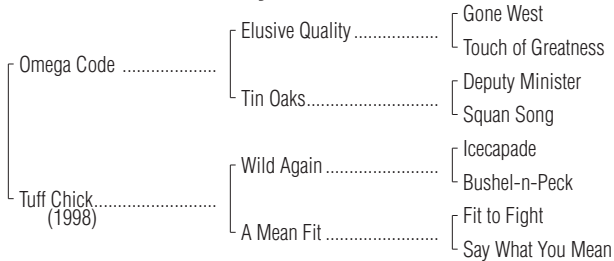 Gone West
Elusive Quality ..................
Touch of Greatness
Omega Code ....................
Deputy Minister
Tin Oaks............................
Squan Song
Icecapade
Wild Again ........................
Bushel-n-Peck
Tuff Chick..........................
(1998)
Fit to Fight
A Mean Fit ........................
Say What You Mean